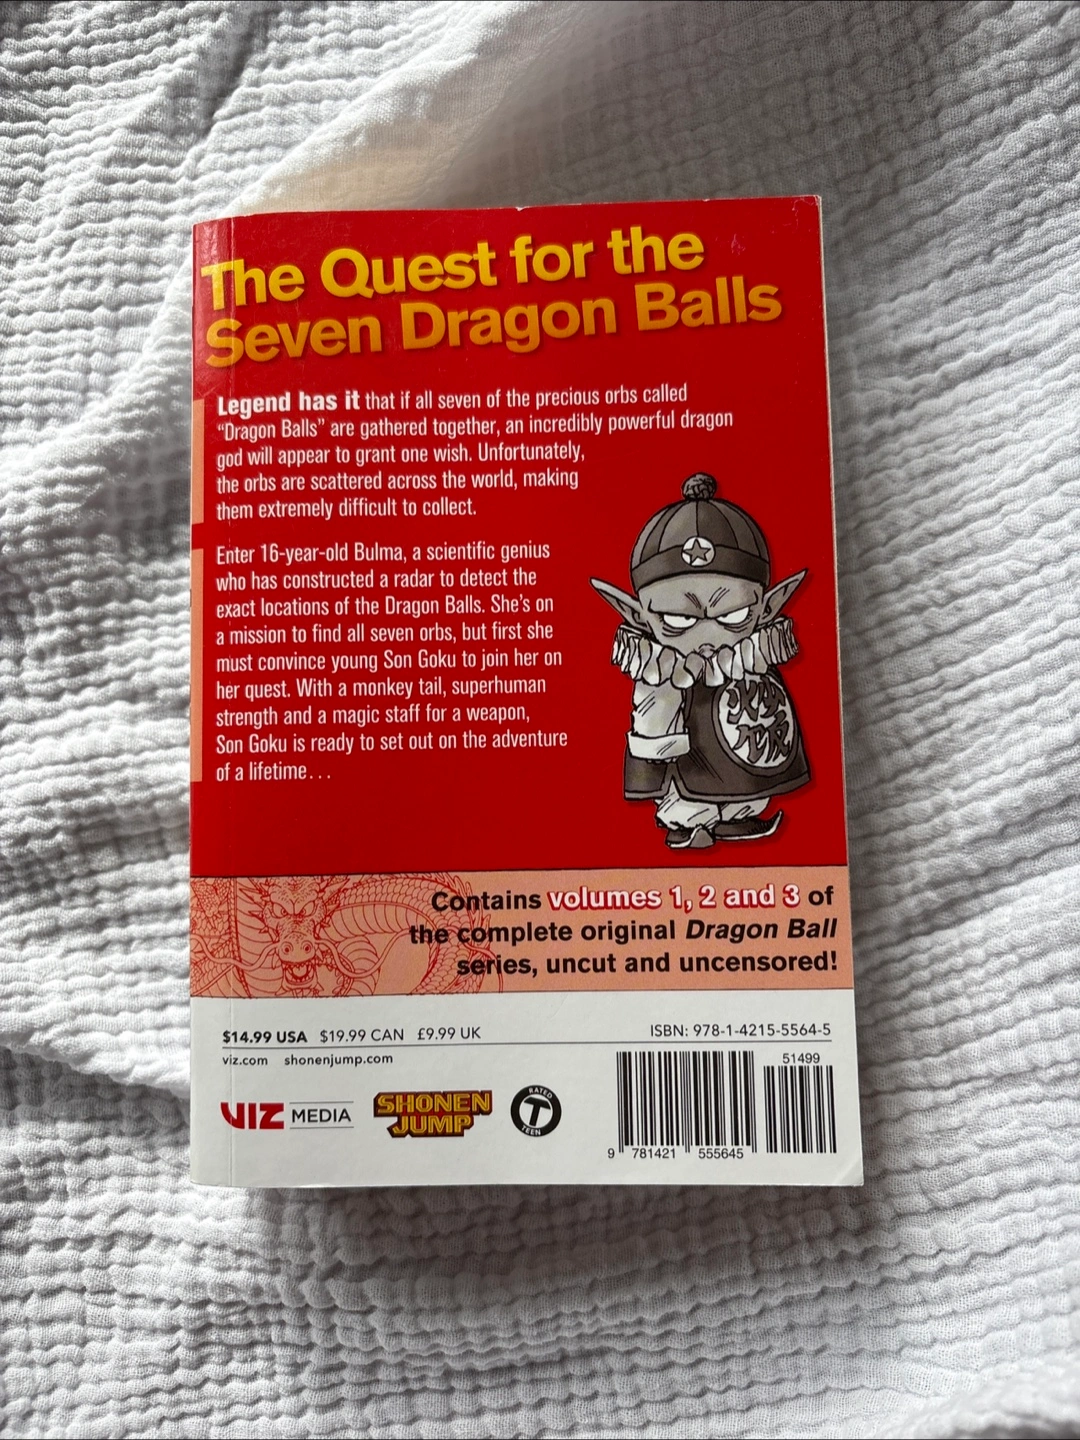 The Quest for the
Seven Dragon Balls
Legend has it that if all seven of the precious orbs called
“Dragon Balls” are gathered together, an incredibly powerful dragon
god will appear to grant one wish. Unfortunately,
the orbs are scattered across the world, making
them extremely difficult to collect.
Enter 16-year-old Bulma, a scientific genius
who has constructed a radar to detect the
exact locations of the Dragon Balls. She’s on
a mission to find all seven orbs, but first she
must convince young Son Goku to join her on
her quest. With a monkey tail, superhuman
strength and a magic staff for a weapon,
Son Goku is ready to set out on the adventure
of a lifetime...
Contains volumes 1, 2 and 3 of
the complete original Dragon Ball
series, uncut and uncensored!
$14.99 USA $19.99 CAN £9.99 UK
ISBN: 978-1-4215-5564-5
viz.com shonenjump.com
VIZ MEDIA
SHONEN
JUMP
RATED
T
TEEN
51499
9 781421 555645